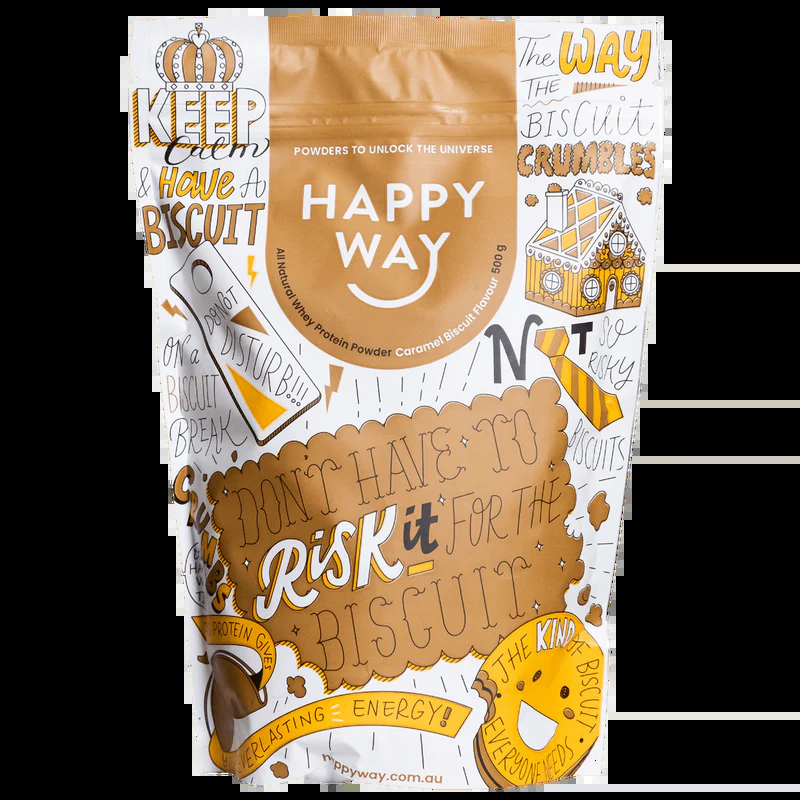 KEEP
Calm
& Have A
BISCUIT
POWDERS TO UNLOCK THE UNIVERSE
HAPPY
WAY
All Natural Whey Protein Powder Caramel Biscuit Flavour 500 g
The WAY
THE
BISCUIT
CRUMBLES
DO NOT
DISTURB!!!
ON a
BISCUIT
BREAK
NOT SO
RISKY
BISCUITS
DON'T HAVE TO
RiSK it FOR THE
BISCUIT
CRUMBS
PROTEIN GIVES
EVERLASTING ENERGY!
THE KIND OF BISCUIT
EVERYONE NEEDS
happyway.com.au